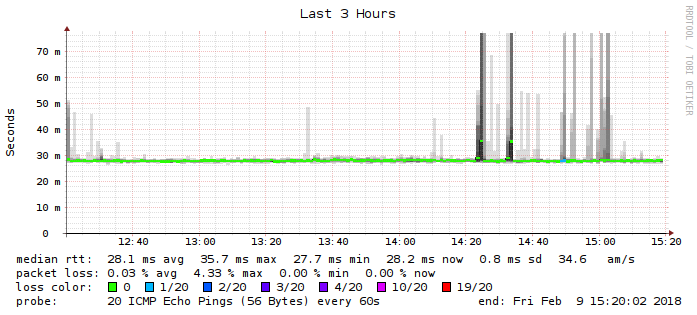 Last 3 Hours
RRDTOOL / TOBI OETIKER
Seconds
70 m
60 m
50 m
40 m
30 m
20 m
10 m
0
12:40 13:00 13:20 13:40 14:00 14:20 14:40 15:00 15:20
median rtt: 28.1 ms avg 35.7 ms max 27.7 ms min 28.2 ms now 0.8 ms sd 34.6 am/s
packet loss: 0.03 % avg 4.33 % max 0.00 % min 0.00 % now
loss color: 0 1/20 2/20 3/20 4/20 10/20 19/20
probe: 20 ICMP Echo Pings (56 Bytes) every 60s end: Fri Feb 9 15:20:02 2018